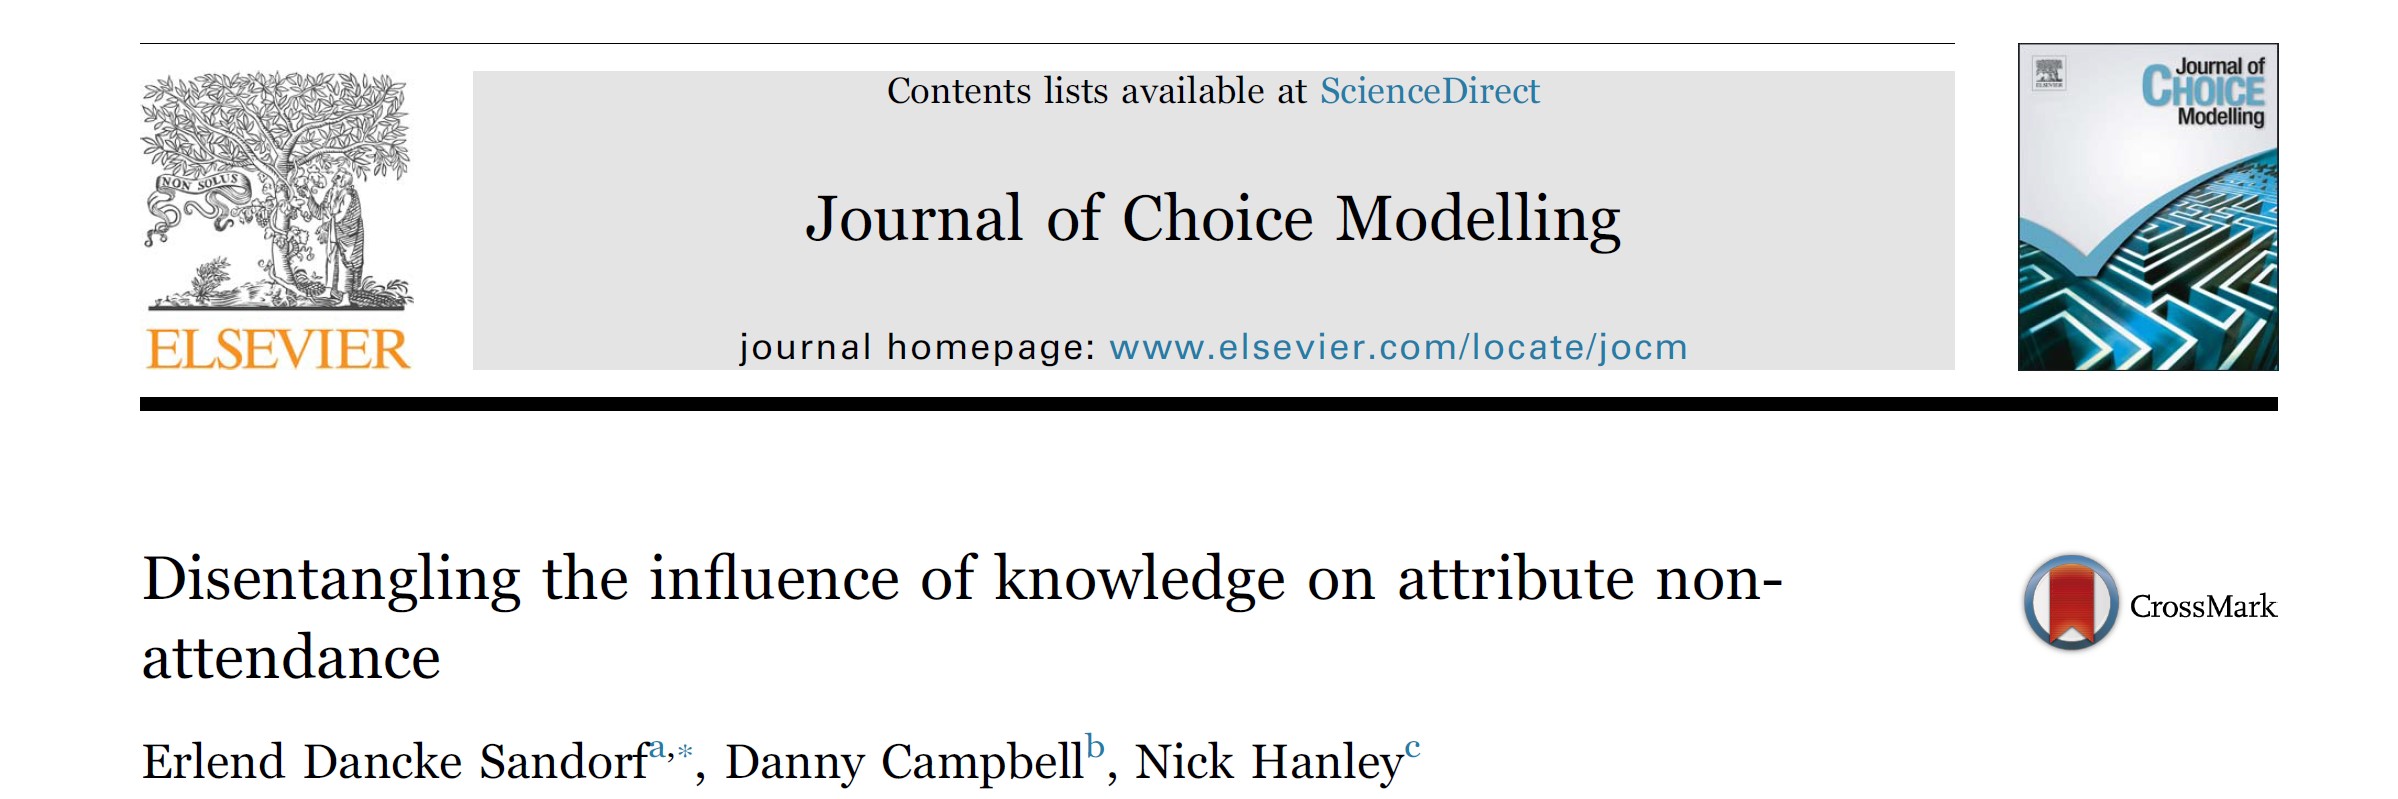 Contents lists available at ScienceDirect
Journal of Choice Modelling
journal homepage: www.elsevier.com/locate/jocm
NON SOLUS
ELSEVIER
ELSEVIER
Journal of
CHOICE
Modelling
Disentangling the influence of knowledge on attribute non-
attendance
CrossMark
Erlend Dancke Sandorf a,*, Danny Campbell b, Nick Hanley c